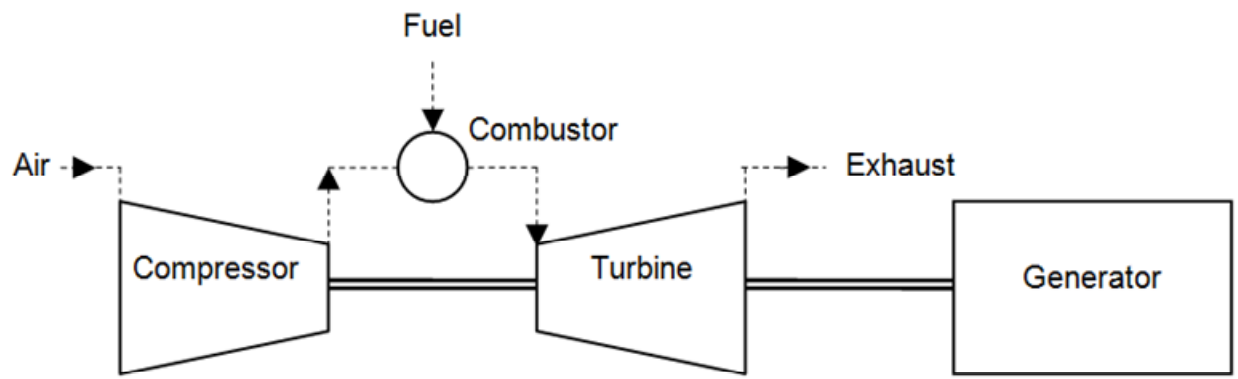 Fuel
Combustor
Air
Exhaust
Compressor
Turbine
Generator